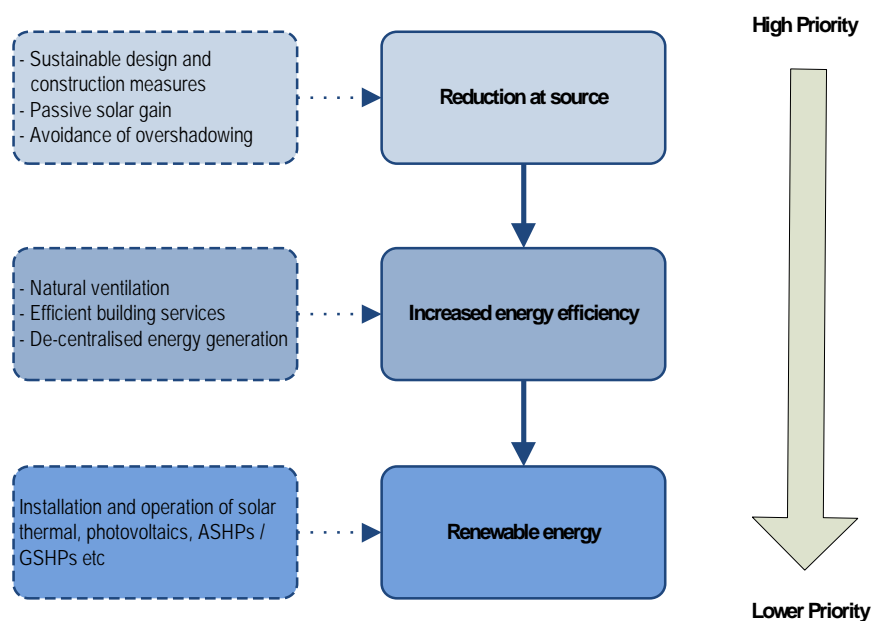 High Priority
- Sustainable design and
construction measures
- Passive solar gain
- Avoidance of overshadowing
Reduction at source
- Natural ventilation
- Efficient building services
- De-centralised energy generation
Increased energy efficiency
Installation and operation of solar
thermal, photovoltaics, ASHPs /
GSHPs etc
Renewable energy
Lower Priority